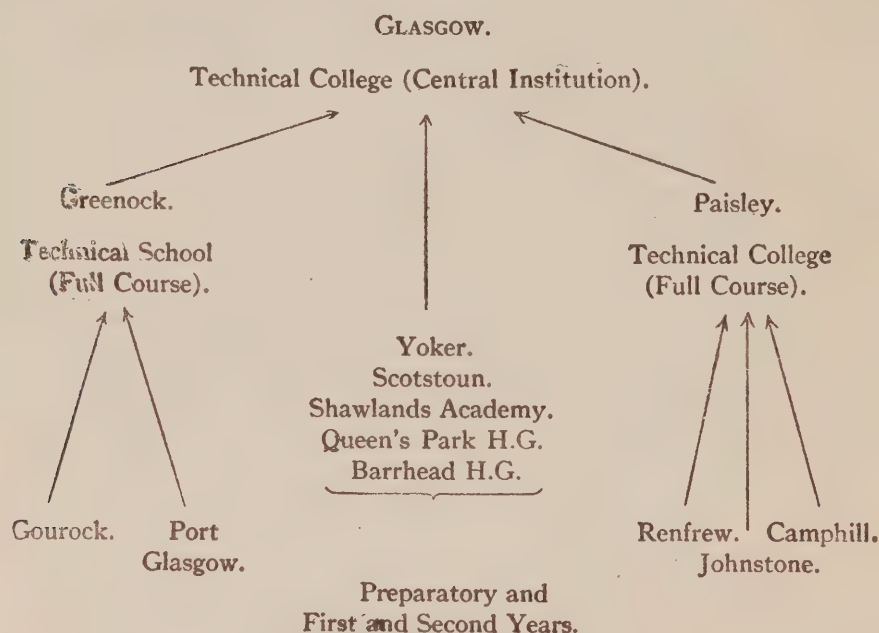 GLASGOW.
Technical College (Central Institution).
Greenock.
Technical School
(Full Course).
Paisley.
Technical College
(Full Course).
Yoker.
Scotstoun.
Shawlands Academy.
Queen's Park H.G.
Barrhead H.G.
Gourock.
Port
Glasgow.
Renfrew. Camphill.
Johnstone.
Preparatory and
First and Second Years.